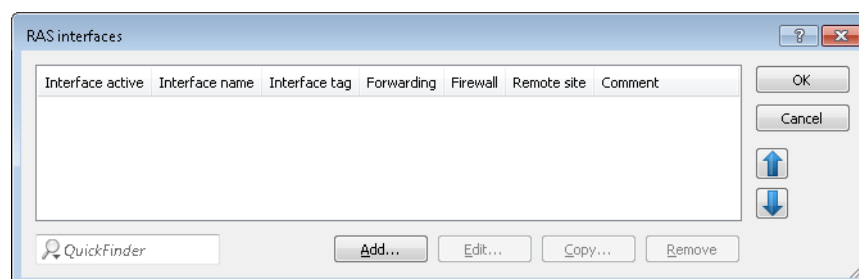 RAS interfaces
Interface active Interface name Interface tag Forwarding Firewall Remote site Comment
OK
Cancel
QuickFinder
Add... Edit... Copy... Remove